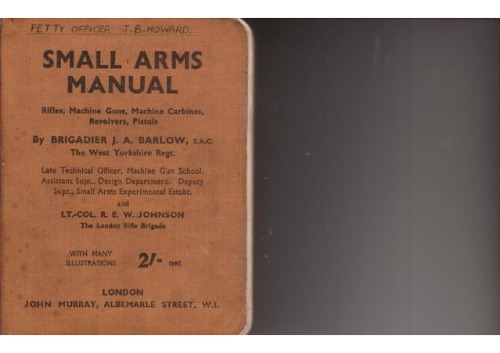 PETTY OFFICER J.B.HOWARD.
SMALL ARMS
MANUAL
Rifles, Machine Guns, Machine Carbines,
Revolvers, Pistols
By BRIGADIER J. A. BARLOW, S.A.C.
The West Yorkshire Regt.
Late Technical Officer, Machine Gun School.
Assistant Supt., Design Department. Deputy
Supt., Small Arms Experimental Estabt.
and
LT.-COL. R. E. W. JOHNSON
The London Rifle Brigade
WITH MANY
ILLUSTRATIONS
2/- net
LONDON
JOHN MURRAY, ALBEMARLE STREET, W.I.